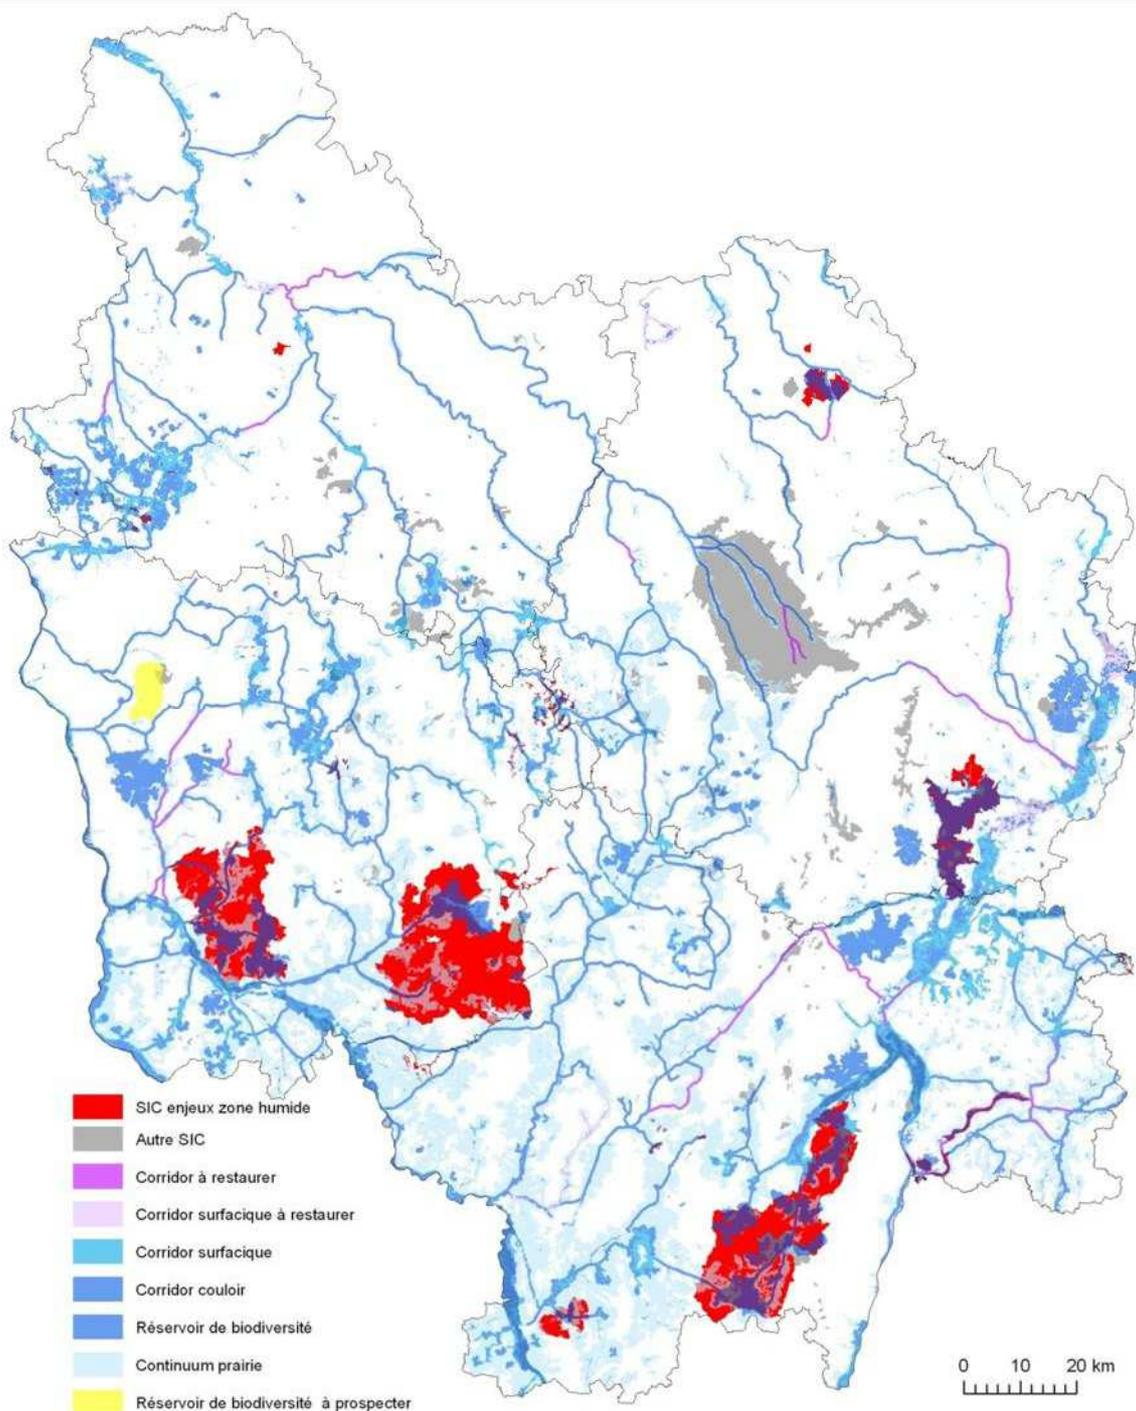 SIC enjeux zone humide
Autre SIC
Corridor à restaurer
Corridor surfacique à restaurer
Corridor surfacique
Corridor couloir
Réservoir de biodiversité
Continuum prairie
Réservoir de biodiversité à prospecter
0 10 20 km